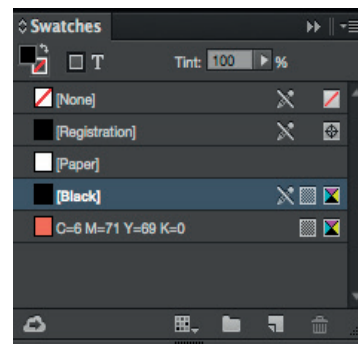 Swatches
T Tint: 100 %
[None]
[Registration]
[Paper]
[Black]
C=6 M=71 Y=69 K=0